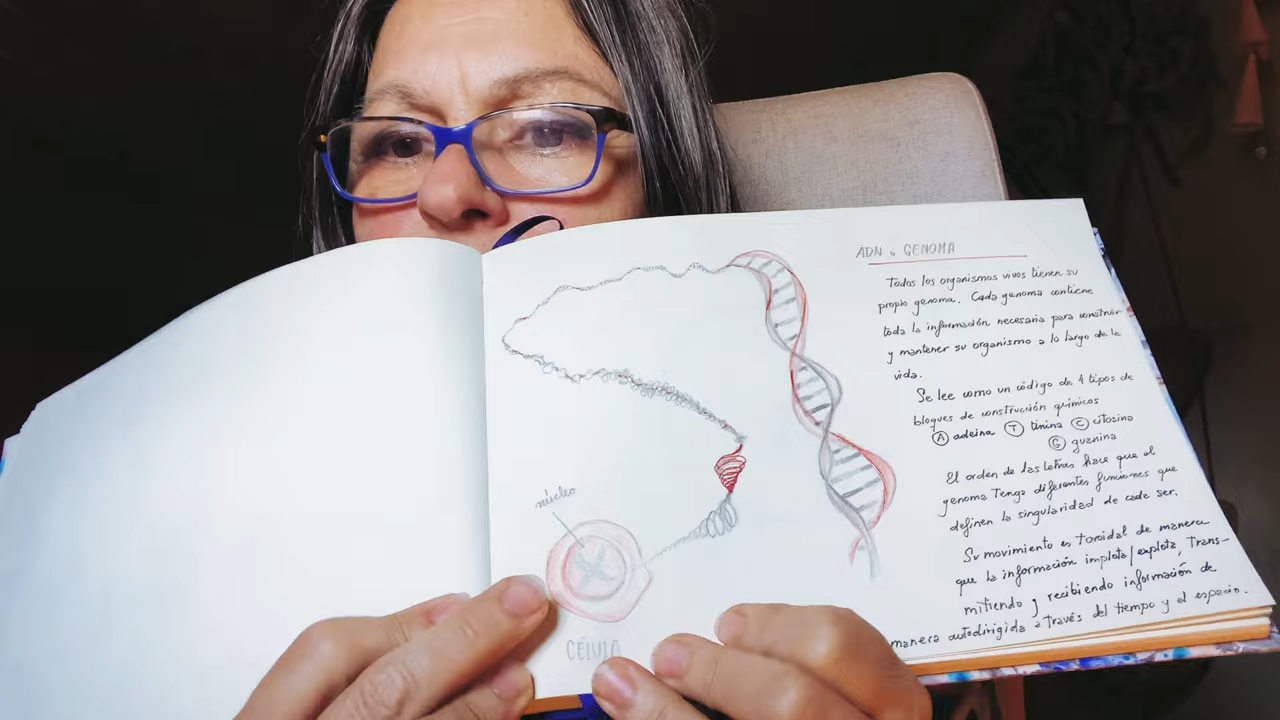 ADN o GENOMA
Todos los organismos vivos tienen su
propio genoma. Cada genoma contiene
toda la información necesaria para construir
y mantener su organismo a lo largo de la
vida.
Se lee como un código de 4 tipos de
bloques de construcción químicos
A adeina T timina C citosina
G guanina
El orden de las letras hace que el
genoma tenga diferentes funciones que
definen la singularidad de cada ser.
Su movimiento es toroidal de manera
que la información implota/explota, trans-
mitiendo y recibiendo información de
manera autodirigida a través del tiempo y el espacio.
núcleo
CÉLULA